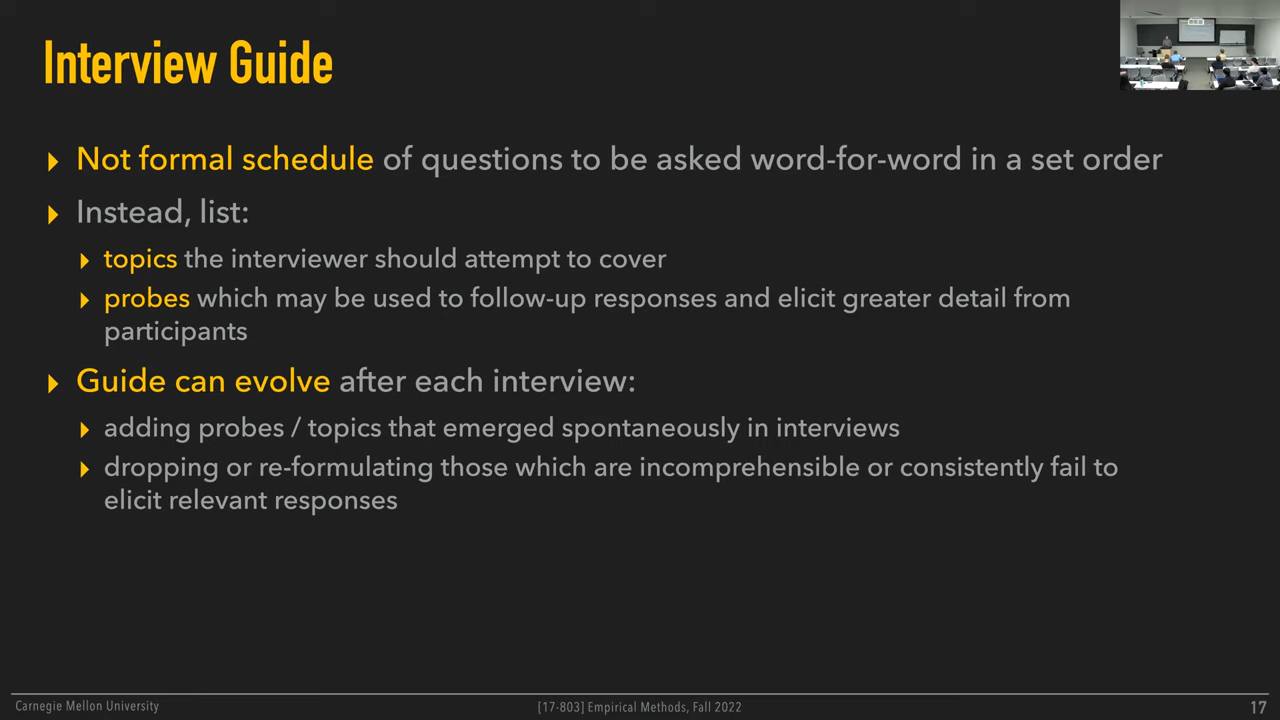 Interview Guide
Not formal schedule of questions to be asked word-for-word in a set order
Instead, list:
topics the interviewer should attempt to cover
probes which may be used to follow-up responses and elicit greater detail from
participants
Guide can evolve after each interview:
adding probes / topics that emerged spontaneously in interviews
dropping or re-formulating those which are incomprehensible or consistently fail to
elicit relevant responses
Carnegie Mellon University
[17-803] Empirical Methods, Fall 2022
17